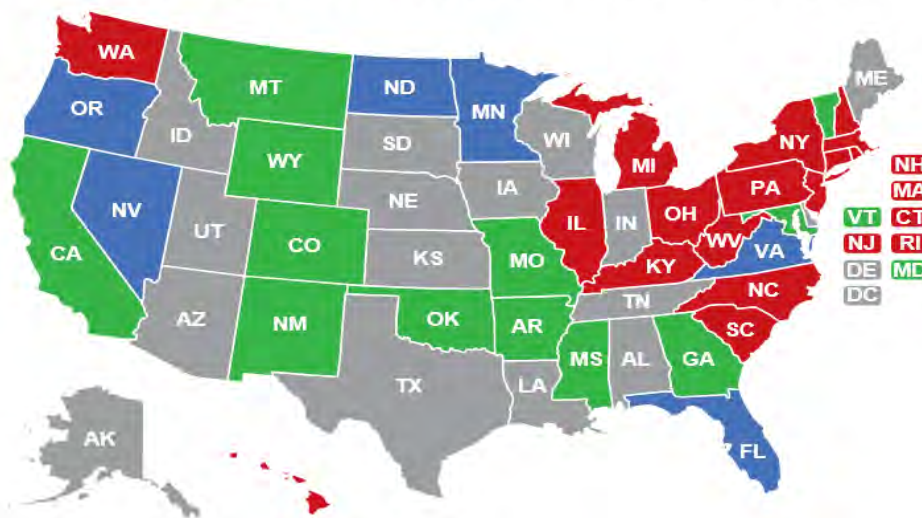 WA
MT
ND
MN
ME
OR
ID
SD
WI
NY
MI
WY
NH
MA
VT
CT
NJ
RI
DE
MD
DC
IA
PA
NE
OH
IN
IL
NV
UT
CO
WV
VA
CA
KS
MO
KY
NC
TN
OK
AR
SC
AZ
NM
MS
AL
GA
TX
LA
FL
AK